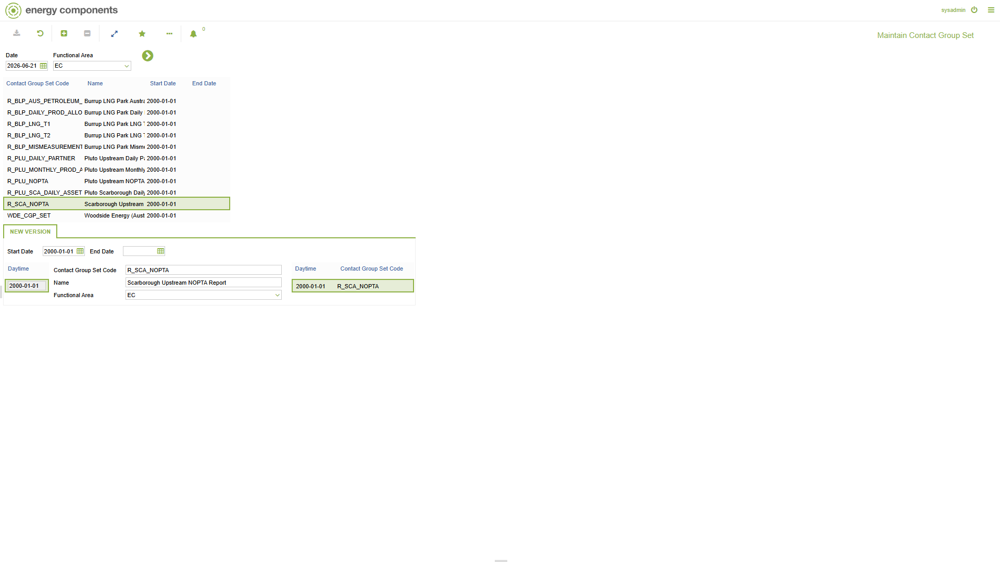 energy components
sysadmin
0
Maintain Contact Group Set
Date
Functional Area
2026-06-21
EC
Contact Group Set Code Name Start Date End Date
R_BLP_AUS_PETROLEUM_ Burrup LNG Park Austra 2000-01-01
R_BLP_DAILY_PROD_ALLO Burrup LNG Park Daily 2000-01-01
R_BLP_LNG_T1 Burrup LNG Park LNG T 2000-01-01
R_BLP_LNG_T2 Burrup LNG Park LNG T 2000-01-01
R_BLP_MISMEASUREMENT Burrup LNG Park Misme 2000-01-01
R_PLU_DAILY_PARTNER Pluto Upstream Daily Pa 2000-01-01
R_PLU_MONTHLY_PROD_A Pluto Upstream Monthly 2000-01-01
R_PLU_NOPTA Pluto Upstream NOPTA 2000-01-01
R_PLU_SCA_DAILY_ASSET Pluto Scarborough Daily 2000-01-01
R_SCA_NOPTA Scarborough Upstream 2000-01-01
WDE_CGP_SET Woodside Energy (Aust 2000-01-01
NEW VERSION
Start Date 2000-01-01 End Date
Daytime
2000-01-01
Contact Group Set Code R_SCA_NOPTA
Name Scarborough Upstream NOPTA Report
Functional Area EC
Daytime Contact Group Set Code
2000-01-01 R_SCA_NOPTA